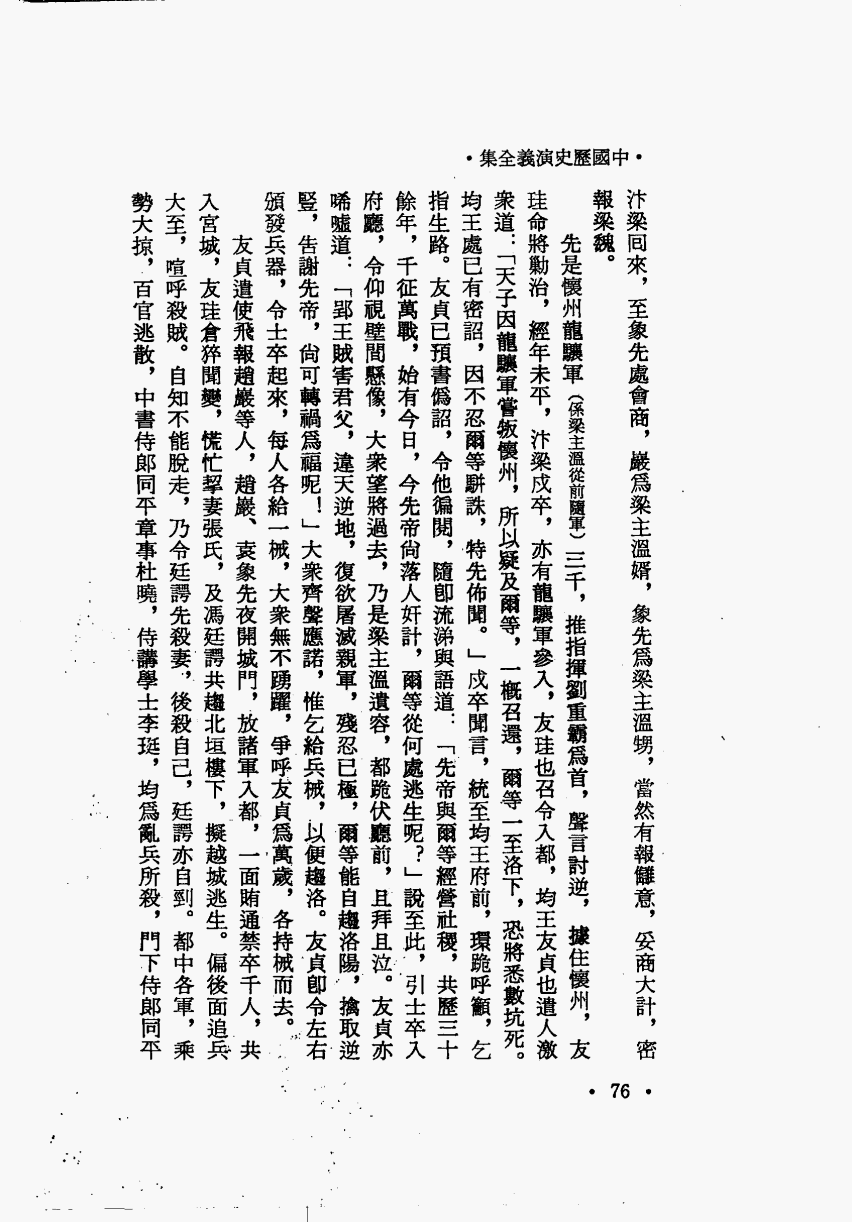 ·中國歷史演義全集·
汴梁回來，至象先處會商，巖爲梁主溫婿，象先爲梁主溫甥，當然有報讎意，妥商大計，密
報梁魏。
先是懷州龍驤軍（係梁主溫從前隨軍）三千，推指揮劉重霸爲首，聲言討逆，據住懷州，友
珪命將勦治，經年未平，汴梁戍卒，亦有龍驤軍參入，友珪也召令入都，均王友貞也遣人激
衆道：「天子因龍驤軍嘗叛懷州，所以疑及爾等，一概召還，爾等一至洛下，恐將悉數坑死。
均王處已有密詔，因不忍爾等駢誅，特先佈聞。」戍卒聞言，統至均王府前，環跪呼籲，乞
指生路。友貞已預書僞詔，令他徧閱，隨卽流涕與語道：「先帝與爾等經營社稷，共歷三十
餘年，千征萬戰，始有今日，今先帝尙落人奸計，爾等從何處逃生呢？」說至此，引士卒入
府廳，令仰視壁間懸像，大衆望將過去，乃是梁主溫遺容，都跪伏廳前，且拜且泣。友貞亦
唏噓道：「郢王賊害君父，違天逆地，復欲屠滅親軍，殘忍已極，爾等能自趨洛陽，擒取逆
豎，告謝先帝，尙可轉禍爲福呢！」大衆齊聲應諾，惟乞給兵械，以便趨洛。友貞卽令左右
頒發兵器，令士卒起來，每人各給一械，大衆無不踴躍，爭呼友貞爲萬歲，各持械而去。
友貞遣使飛報趙巖等人，趙巖、袁象先夜開城門，放諸軍入都，一面賄通禁卒千人，共
入宮城，友珪倉猝聞變，慌忙挈妻張氏，及馮廷諤共趨北垣樓下，擬越城逃生。偏後面追兵
大至，喧呼殺賊。自知不能脫走，乃令廷諤先殺妻，後殺自己，廷諤亦自剄。都中各軍，乘
勢大掠，百官逃散，中書侍郎同平章事杜曉，侍講學士李珽，均爲亂兵所殺，門下侍郎同平
·76·